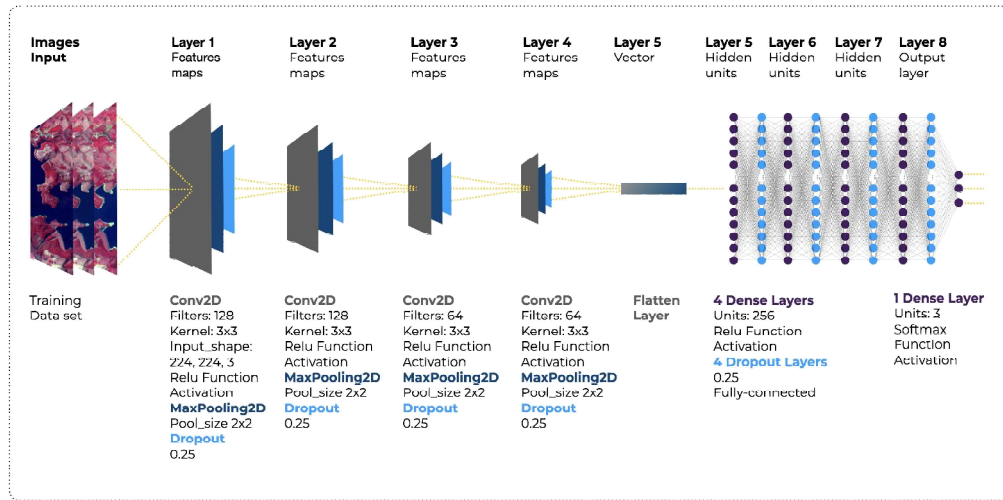 Images
Input
Layer 1
Features
maps
Layer 2
Features
maps
Layer 3
Features
maps
Layer 4
Features
maps
Layer 5
Vector
Layer 5
Hidden
units
Layer 6
Hidden
units
Layer 7
Hidden
units
Layer 8
Output
layer
Training
Data set
Conv2D
Filters: 128
Kernel: 3x3
Input_shape:
224, 224, 3
Relu Function
Activation
MaxPooling2D
Pool_size 2x2
Dropout
0.25
Conv2D
Filters: 128
Kernel: 3x3
Relu Function
Activation
MaxPooling2D
Pool_size 2x2
Dropout
0.25
Conv2D
Filters: 64
Kernel: 3x3
Relu Function
Activation
MaxPooling2D
Pool_size 2x2
Dropout
0.25
Conv2D
Filters: 64
Kernel: 3x3
Relu Function
Activation
MaxPooling2D
Pool_size 2x2
Dropout
0.25
Flatten
Layer
4 Dense Layers
Units: 256
Relu Function
Activation
4 Dropout Layers
0.25
Fully-connected
1 Dense Layer
Units: 3
Softmax
Function
Activation